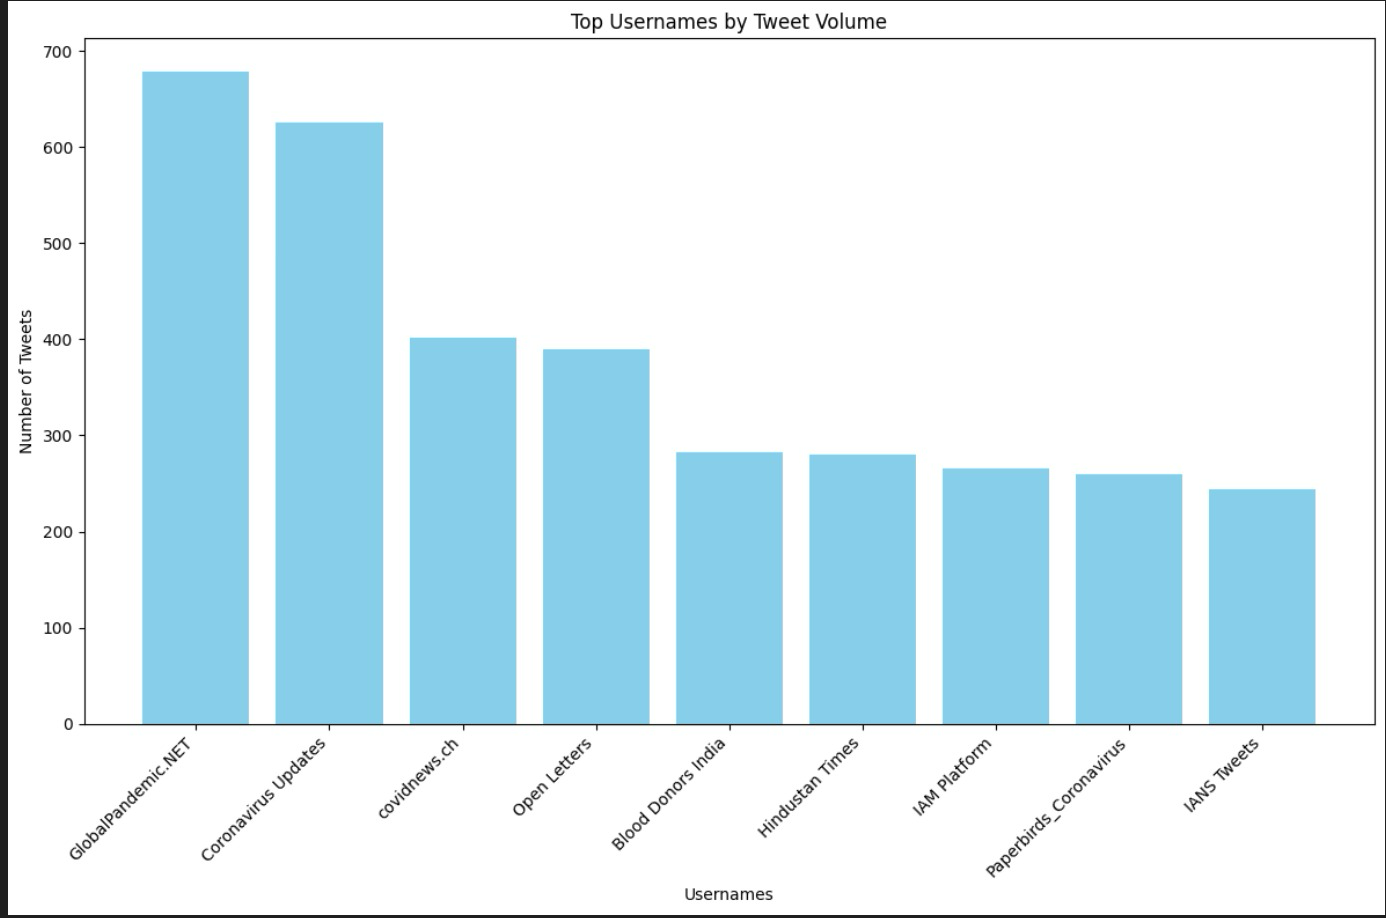 Top Usernames by Tweet Volume
Number of Tweets
700
600
500
400
300
200
100
0
GlobalPandemic.NET
Coronavirus Updates
covidnews.ch
Open Letters
Blood Donors India
Hindustan Times
IAM Platform
Paperbirds_Coronavirus
IANS Tweets
Usernames